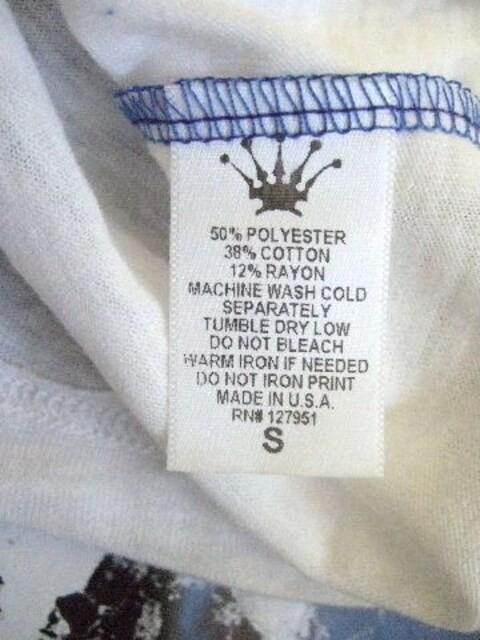 50% POLYESTER
38% COTTON
12% RAYON
MACHINE WASH COLD
SEPARATELY
TUMBLE DRY LOW
DO NOT BLEACH
WARM IRON IF NEEDED
DO NOT IRON PRINT
MADE IN U.S.A.
RN# 127951
S